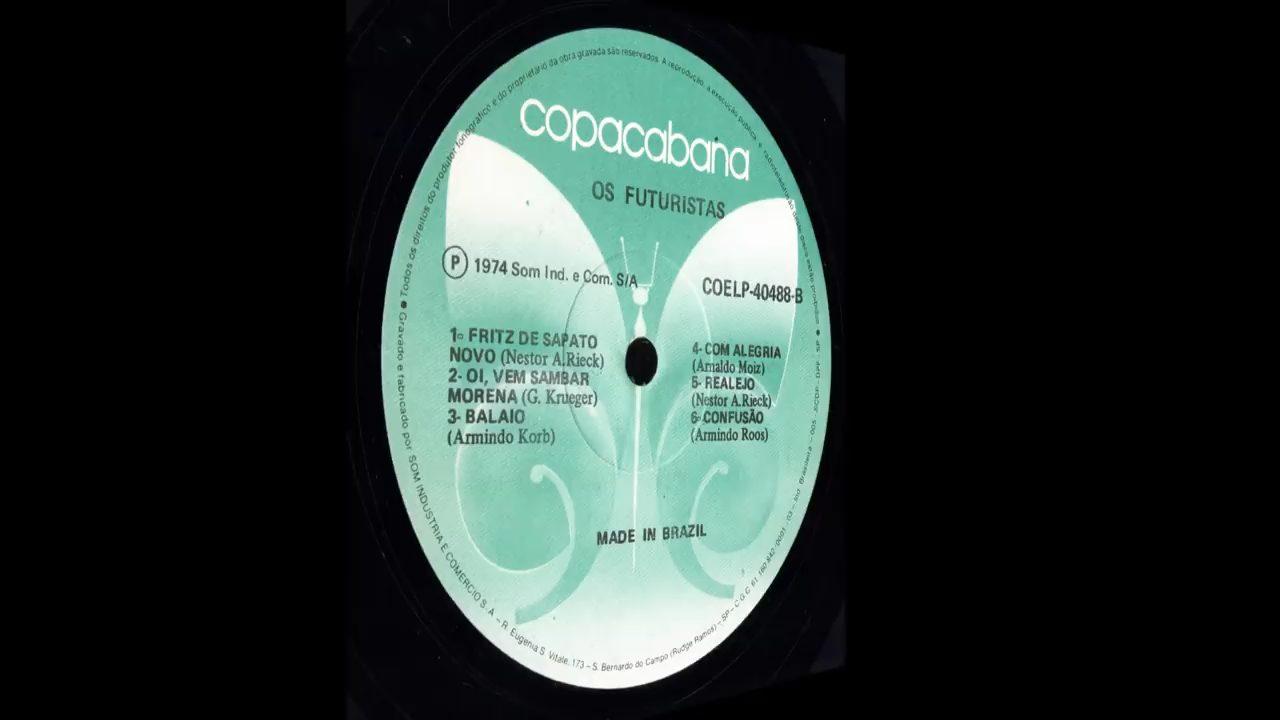 copacabana
OS FUTURISTAS
Ⓟ 1974 Som Ind. e Com. S/A
COELP-40488-B
1- FRITZ DE SAPATO
NOVO (Nestor A.Rieck)
2- OI, VEM SAMBAR
MORENA (G. Krueger)
3- BALAIO
(Armindo Korb)
4- COM ALEGRIA
(Arnaldo Moiz)
5- REALEJO
(Nestor A.Rieck)
6- CONFUSÃO
(Armindo Roos)
MADE IN BRAZIL
Todos os direitos do produtor fonográfico e do proprietário da obra gravada são reservados. A reprodução, a execução pública e
Gravado e fabricado por SOM INDUSTRIA E COMERCIO S. A. – R. Eugenia S. Vitale, 173 – S. Bernardo do Campo (Rudge Ramos) – SP – C.G.C. 61.